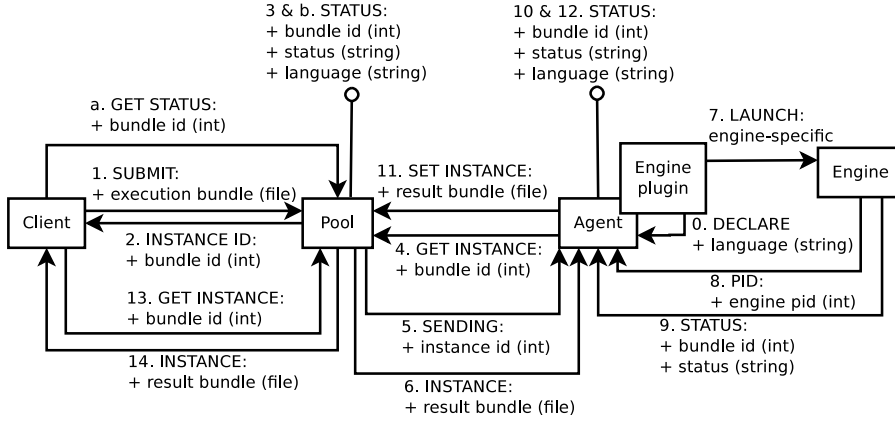 3 & b. STATUS:
+ bundle id (int)
+ status (string)
+ language (string)
10 & 12. STATUS:
+ bundle id (int)
+ status (string)
+ language (string)
a. GET STATUS:
+ bundle id (int)
7. LAUNCH:
engine-specific
1. SUBMIT:
+ execution bundle (file)
11. SET INSTANCE:
+ result bundle (file)
Engine
plugin
Engine
Client
Pool
Agent
2. INSTANCE ID:
+ bundle id (int)
4. GET INSTANCE:
+ bundle id (int)
0. DECLARE
+ language (string)
13. GET INSTANCE:
+ bundle id (int)
8. PID:
+ engine pid (int)
5. SENDING:
+ instance id (int)
9. STATUS:
+ bundle id (int)
+ status (string)
14. INSTANCE:
+ result bundle (file)
6. INSTANCE:
+ result bundle (file)